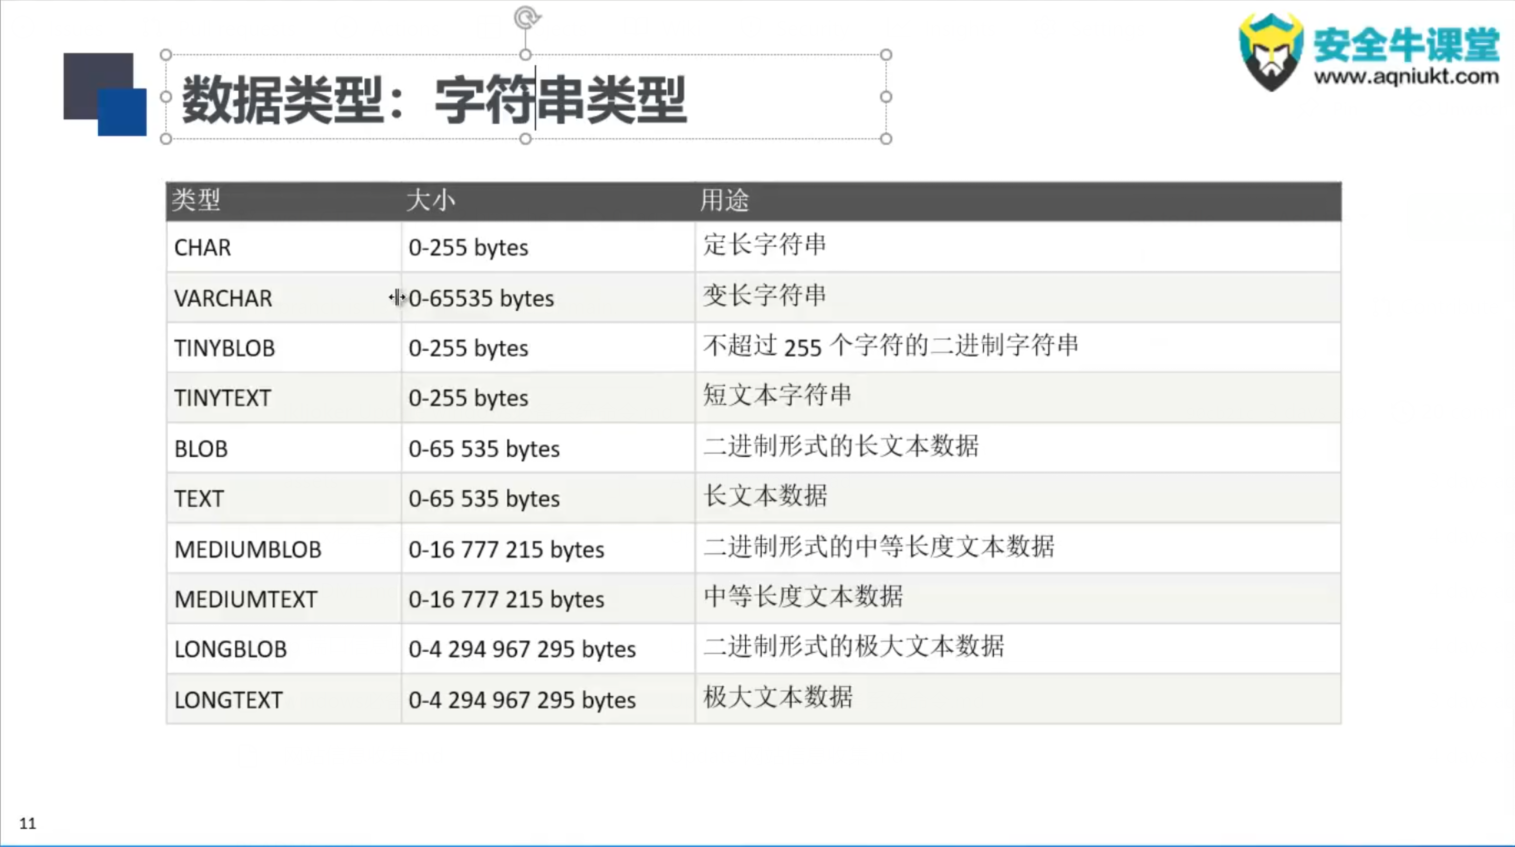 安全牛课堂
www.aqniukt.com
数据类型：字符串类型
类型 大小 用途
CHAR 0-255 bytes 定长字符串
VARCHAR 0-65535 bytes 变长字符串
TINYBLOB 0-255 bytes 不超过 255 个字符的二进制字符串
TINYTEXT 0-255 bytes 短文本字符串
BLOB 0-65 535 bytes 二进制形式的长文本数据
TEXT 0-65 535 bytes 长文本数据
MEDIUMBLOB 0-16 777 215 bytes 二进制形式的中等长度文本数据
MEDIUMTEXT 0-16 777 215 bytes 中等长度文本数据
LONGBLOB 0-4 294 967 295 bytes 二进制形式的极大文本数据
LONGTEXT 0-4 294 967 295 bytes 极大文本数据
11